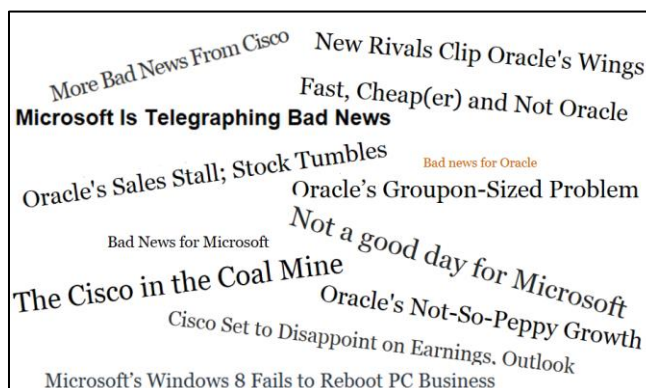 More Bad News From Cisco
New Rivals Clip Oracle's Wings
Fast, Cheap(er) and Not Oracle
Microsoft Is Telegraphing Bad News
Oracle's Sales Stall; Stock Tumbles
Bad news for Oracle
Oracle’s Groupon-Sized Problem
Not a good day for Microsoft
Bad News for Microsoft
The Cisco in the Coal Mine
Oracle's Not-So-Peppy Growth
Cisco Set to Disappoint on Earnings, Outlook
Microsoft’s Windows 8 Fails to Reboot PC Business